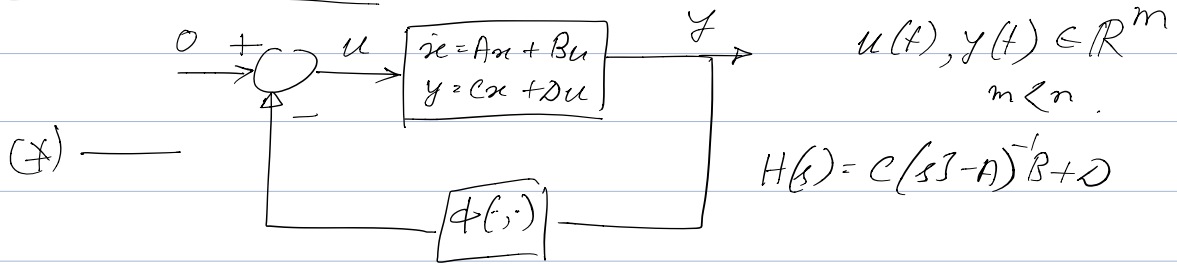 0 + u ẋ = Ax + Bu y u(t), y(t) ∈ ℝ^m
y = Cx + Du m < n .
−
(*) H(s) = C(sI - A)^{-1}B + D
φ(·,·)